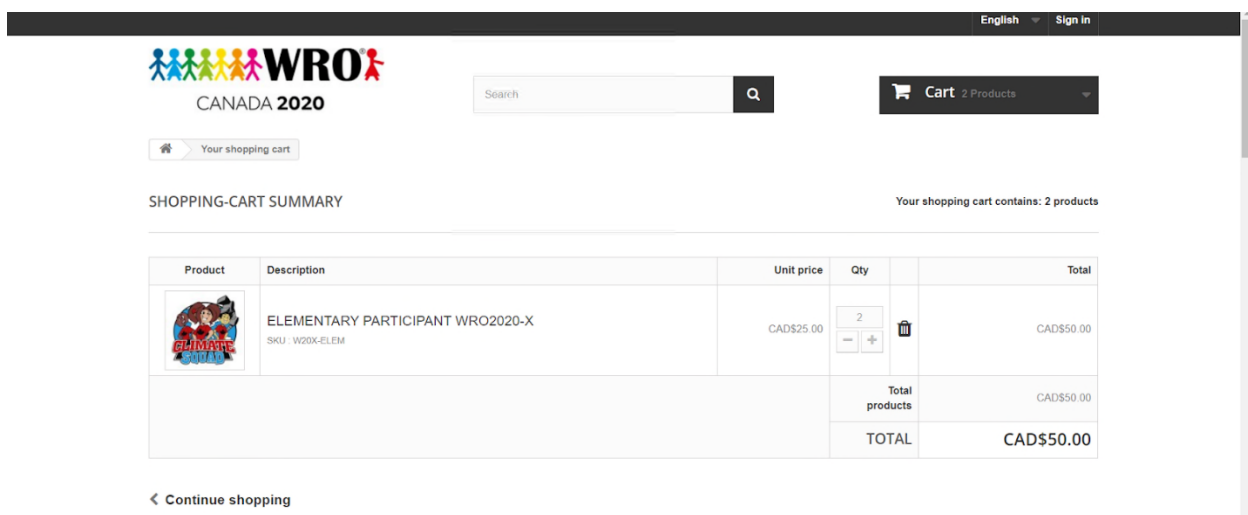 English Sign in
WRO®
CANADA 2020
Search
Cart 2 Products
Your shopping cart
SHOPPING-CART SUMMARY
Your shopping cart contains: 2 products
Product Description Unit price Qty Total
CLIMATE
SQUAD
ELEMENTARY PARTICIPANT WRO2020-X
SKU : W20X-ELEM
CAD$25.00 2 CAD$50.00
Total
products CAD$50.00
TOTAL CAD$50.00
Continue shopping